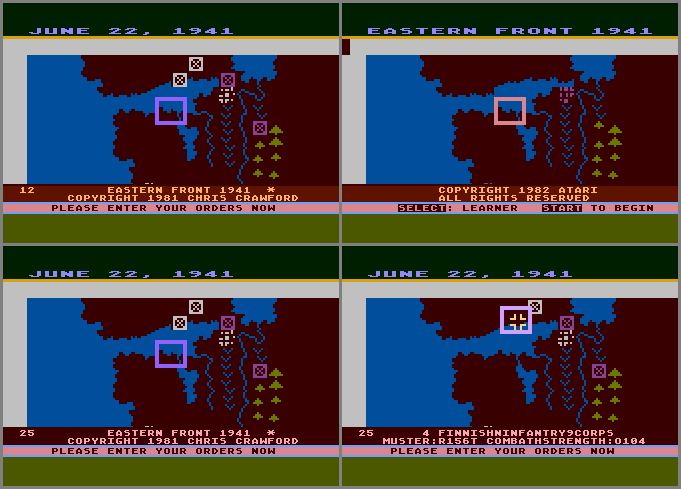 JUNE 22, 1941
12 EASTERN FRONT 1941 *
COPYRIGHT 1981 CHRIS CRAWFORD
PLEASE ENTER YOUR ORDERS NOW
EASTERN FRONT 1941
COPYRIGHT 1982 ATARI
ALL RIGHTS RESERVED
SELECT: LEARNER START TO BEGIN
JUNE 22, 1941
25 EASTERN FRONT 1941 *
COPYRIGHT 1981 CHRIS CRAWFORD
PLEASE ENTER YOUR ORDERS NOW
JUNE 22, 1941
25 4 FINNISHNINFANTRY9CORPS
MUSTER:R156T COMBATHSTRENGTH:O104
PLEASE ENTER YOUR ORDERS NOW